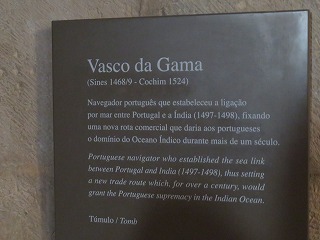 Vasco da Gama
(Sines 1468/9 - Cochim 1524)
Navegador português que estabeleceu a ligação
por mar entre Portugal e a Índia (1497-1498), fixando
uma nova rota comercial que daria aos portugueses
o domínio do Oceano Índico durante mais de um século.
Portuguese navigator who established the sea link
between Portugal and India (1497-1498), thus setting
a new trade route which, for over a century, would
grant the Portuguese supremacy in the Indian Ocean.
Túmulo / Tomb